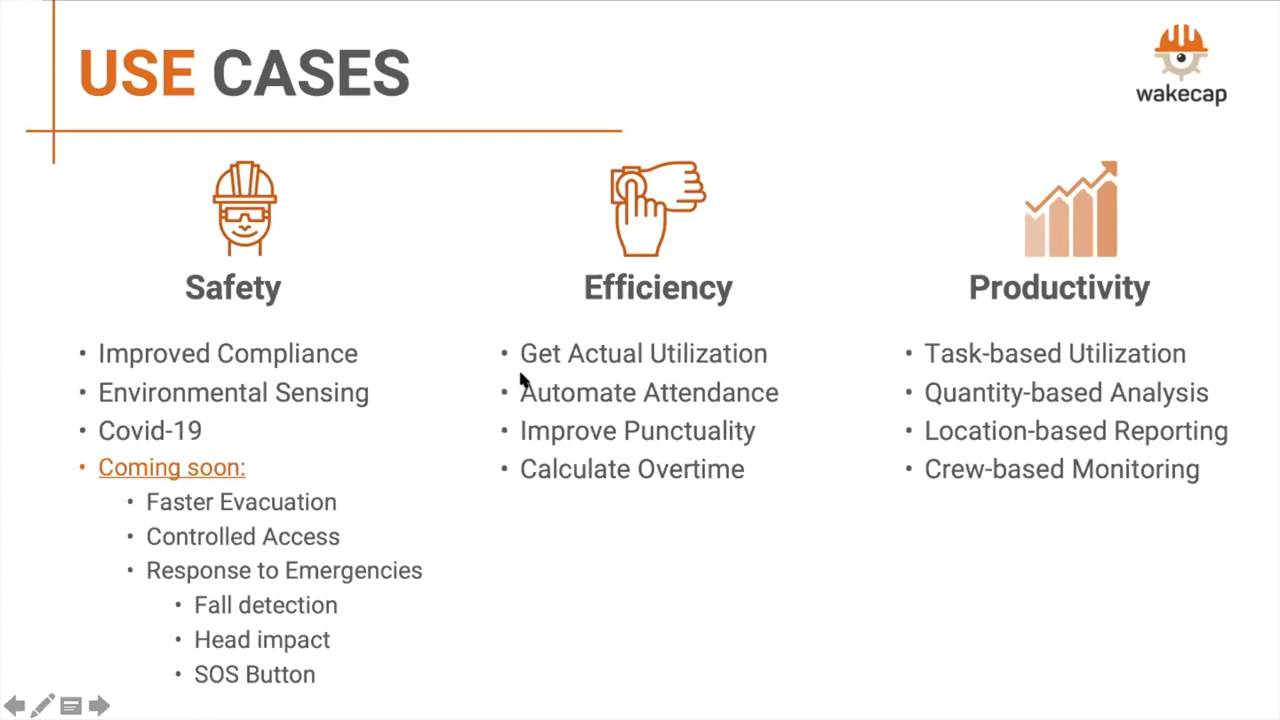 USE CASES
wakecap
Safety
• Improved Compliance
• Environmental Sensing
• Covid-19
• Coming soon:
• Faster Evacuation
• Controlled Access
• Response to Emergencies
• Fall detection
• Head impact
• SOS Button
Efficiency
• Get Actual Utilization
• Automate Attendance
• Improve Punctuality
• Calculate Overtime
Productivity
• Task-based Utilization
• Quantity-based Analysis
• Location-based Reporting
• Crew-based Monitoring